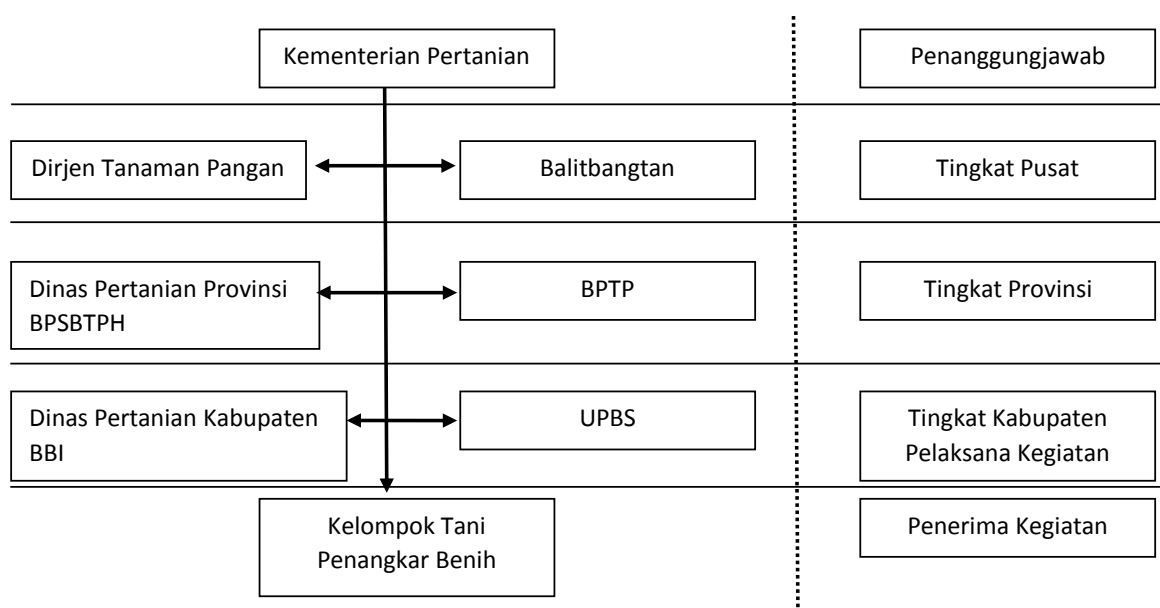 Kementerian Pertanian
Penanggungjawab
Dirjen Tanaman Pangan
Balitbangtan
Tingkat Pusat
Dinas Pertanian Provinsi
BPSBTPH
BPTP
Tingkat Provinsi
Dinas Pertanian Kabupaten
BBI
UPBS
Tingkat Kabupaten
Pelaksana Kegiatan
Kelompok Tani
Penangkar Benih
Penerima Kegiatan